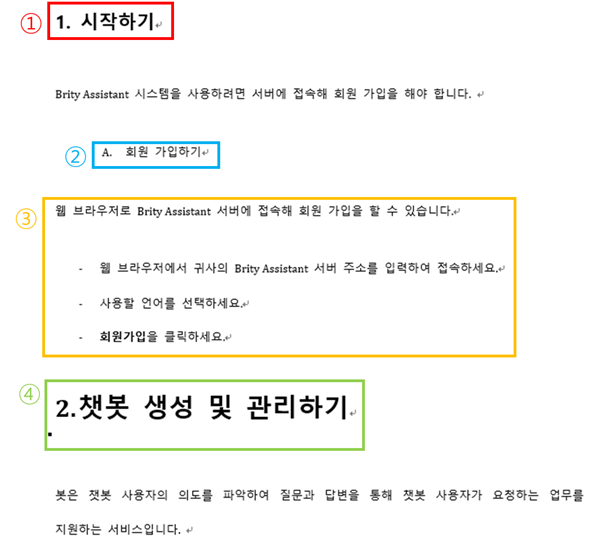 ① 1. 시작하기
Brity Assistant 시스템을 사용하려면 서버에 접속해 회원 가입을 해야 합니다.
② A. 회원 가입하기
③ 웹 브라우저로 Brity Assistant 서버에 접속해 회원 가입을 할 수 있습니다.
- 웹 브라우저에서 귀사의 Brity Assistant 서버 주소를 입력하여 접속하세요.
- 사용할 언어를 선택하세요.
- 회원가입을 클릭하세요.
④ 2.챗봇 생성 및 관리하기
봇은 챗봇 사용자의 의도를 파악하여 질문과 답변을 통해 챗봇 사용자가 요청하는 업무를
지원하는 서비스입니다.